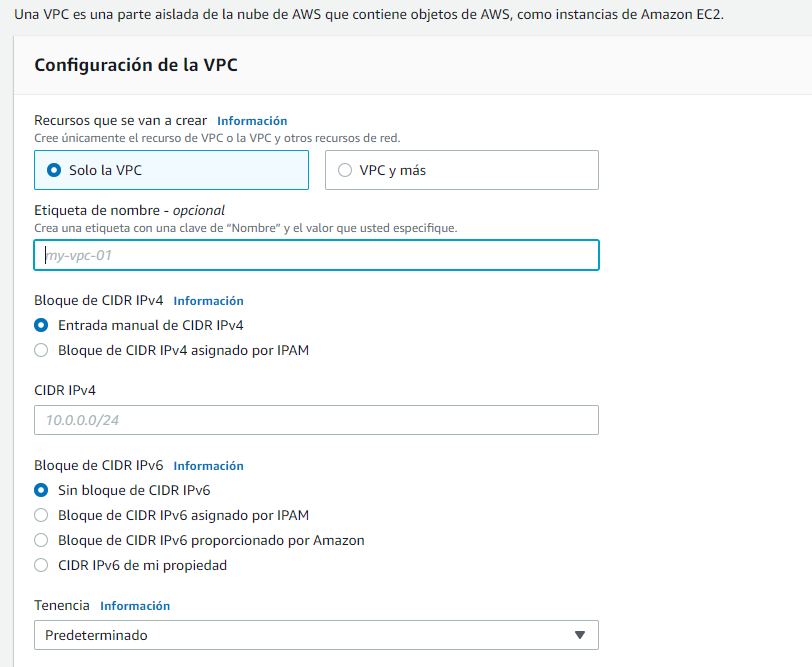 Una VPC es una parte aislada de la nube de AWS que contiene objetos de AWS, como instancias de Amazon EC2.
Configuración de la VPC
Recursos que se van a crear Información
Cree únicamente el recurso de VPC o la VPC y otros recursos de red.
Solo la VPC
VPC y más
Etiqueta de nombre - opcional
Crea una etiqueta con una clave de “Nombre” y el valor que usted especifique.
my-vpc-01
Bloque de CIDR IPv4 Información
Entrada manual de CIDR IPv4
Bloque de CIDR IPv4 asignado por IPAM
CIDR IPv4
10.0.0.0/24
Bloque de CIDR IPv6 Información
Sin bloque de CIDR IPv6
Bloque de CIDR IPv6 asignado por IPAM
Bloque de CIDR IPv6 proporcionado por Amazon
CIDR IPv6 de mi propiedad
Tenencia Información
Predeterminado